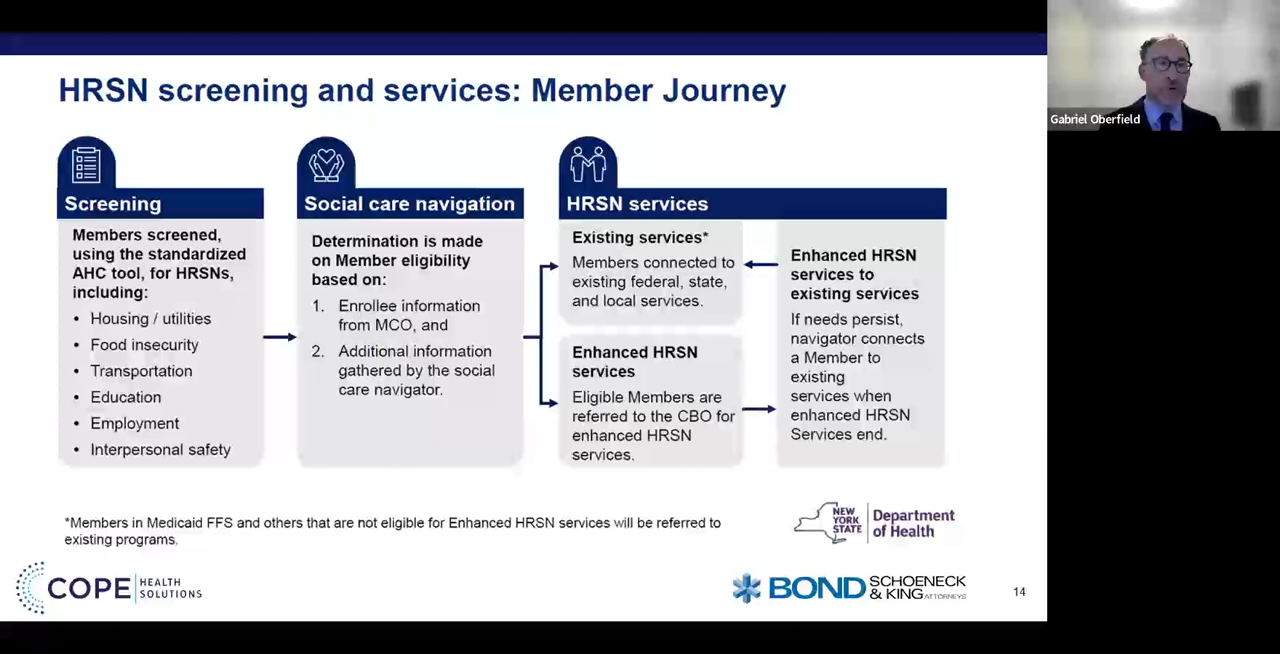 HRSN screening and services: Member Journey
Screening
Members screened,
using the standardized
AHC tool, for HRSNs,
including:
• Housing / utilities
• Food insecurity
• Transportation
• Education
• Employment
• Interpersonal safety
Social care navigation
Determination is made
on Member eligibility
based on:
1. Enrollee information
from MCO, and
2. Additional information
gathered by the social
care navigator.
HRSN services
Existing services*
Members connected to
existing federal, state,
and local services.
Enhanced HRSN
services
Eligible Members are
referred to the CBO for
enhanced HRSN
services.
Enhanced HRSN
services to
existing services
If needs persist,
navigator connects
a Member to
existing
services when
enhanced HRSN
Services end.
*Members in Medicaid FFS and others that are not eligible for Enhanced HRSN services will be referred to
existing programs.
NEW
YORK
STATE
Department
of Health
COPE HEALTH
SOLUTIONS
BOND SCHOENECK
& KING ATTORNEYS
14
Gabriel Oberfield